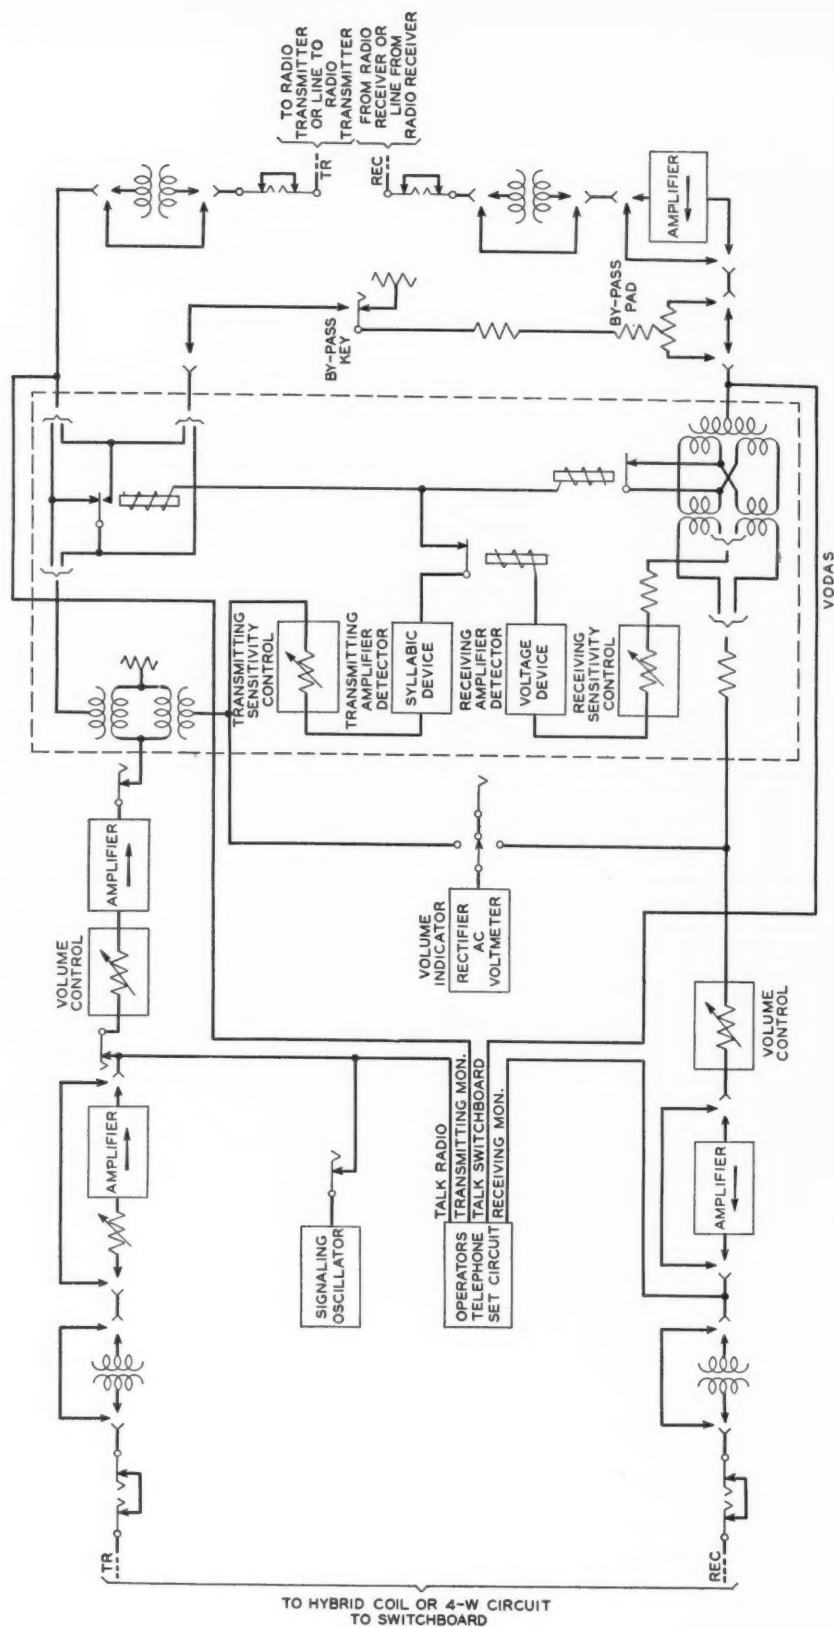 TO RADIO
TRANSMITTER
OR LINE TO
RADIO
TRANSMITTER
FROM RADIO
RECEIVER OR
LINE FROM
RADIO RECEIVER
TR
REC
AMPLIFIER
BY-PASS
KEY
BY-PASS
PAD
TRANSMITTING
SENSITIVITY
CONTROL
TRANSMITTING
AMPLIFIER
DETECTOR
SYLLABIC
DEVICE
RECEIVING
AMPLIFIER
DETECTOR
VOLTAGE
DEVICE
RECEIVING
SENSITIVITY
CONTROL
VODAS
AMPLIFIER
VOLUME
CONTROL
VOLUME
INDICATOR
RECTIFIER
AC
VOLTMETER
VOLUME
CONTROL
AMPLIFIER
SIGNALING
OSCILLATOR
TALK RADIO
TRANSMITTING MON.
TALK SWITCHBOARD
RECEIVING MON.
OPERATORS
TELEPHONE
SET CIRCUIT
AMPLIFIER
TR
REC
TO HYBRID COIL OR 4-W CIRCUIT
TO SWITCHBOARD